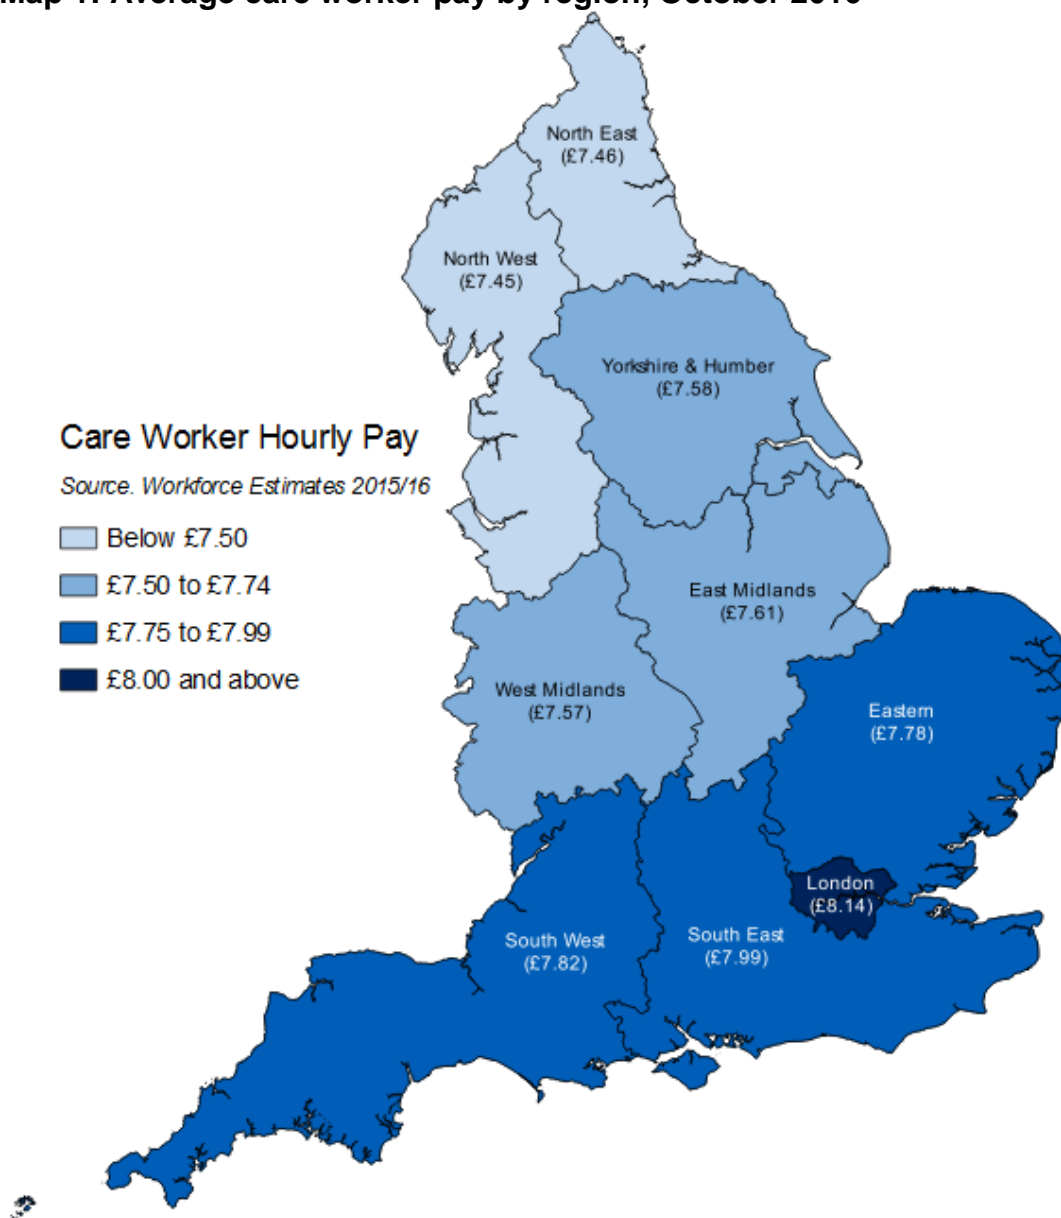 Map 1: Average care worker pay by region, October 2016
North East
(£7.46)
North West
(£7.45)
Yorkshire & Humber
(£7.58)
Care Worker Hourly Pay
Source. Workforce Estimates 2015/16
Below £7.50
£7.50 to £7.74
£7.75 to £7.99
£8.00 and above
East Midlands
(£7.61)
West Midlands
(£7.57)
Eastern
(£7.78)
London
(£8.14)
South East
(£7.99)
South West
(£7.82)